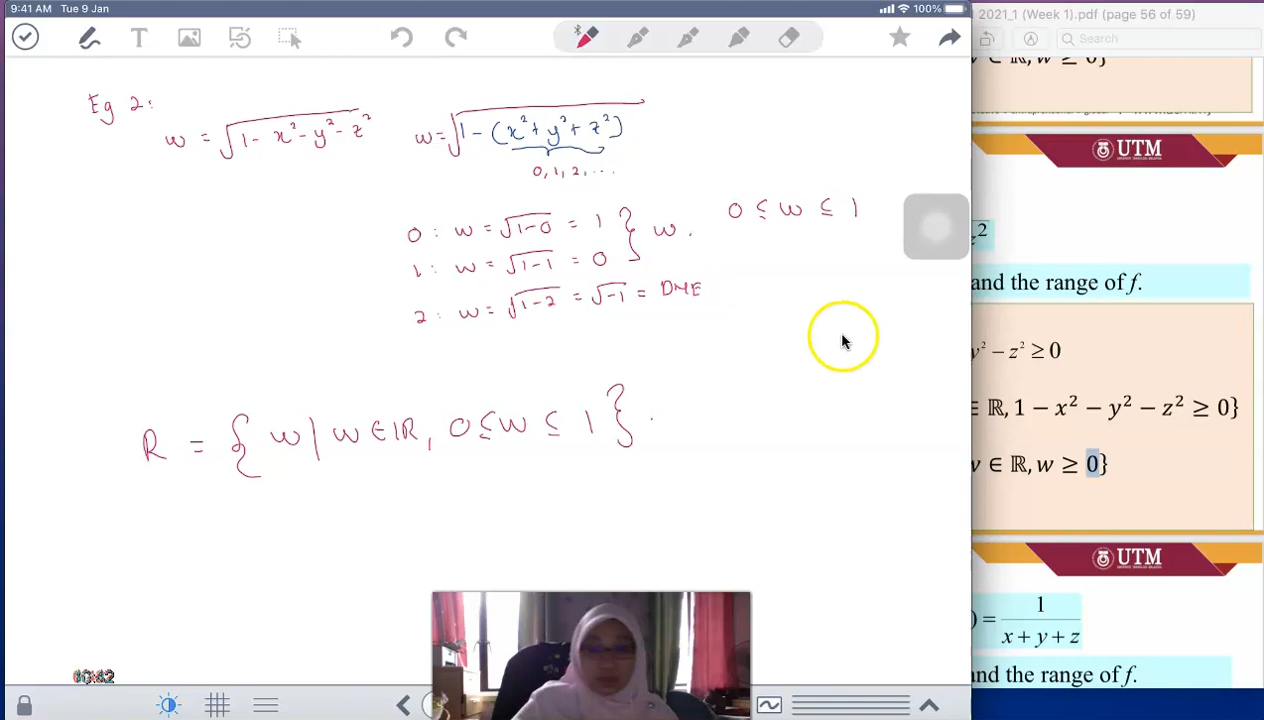 9:41 AM Tue 9 Jan
100%
2021_1 (Week 1).pdf (page 56 of 59)
Search
Eg 2:
w = √(1 - x² - y² - z²)
w = √(1 - (x² + y² + z²))
0, 1, 2, ...
0 : w = √(1-0) = 1
1 : w = √(1-1) = 0
} w . 0 ≤ w ≤ 1
2 : w = √(1-2) = √-1 = DNE
R = { w | w ∈ ℝ, 0 ≤ w ≤ 1 } .
∈ ℝ, w ≥ 0}
UTM
z²
and the range of f.
y² − z² ≥ 0
∈ ℝ, 1 − x² − y² − z² ≥ 0}
∈ ℝ, w ≥ 0}
UTM
) = 1/(x + y + z)
and the range of f.